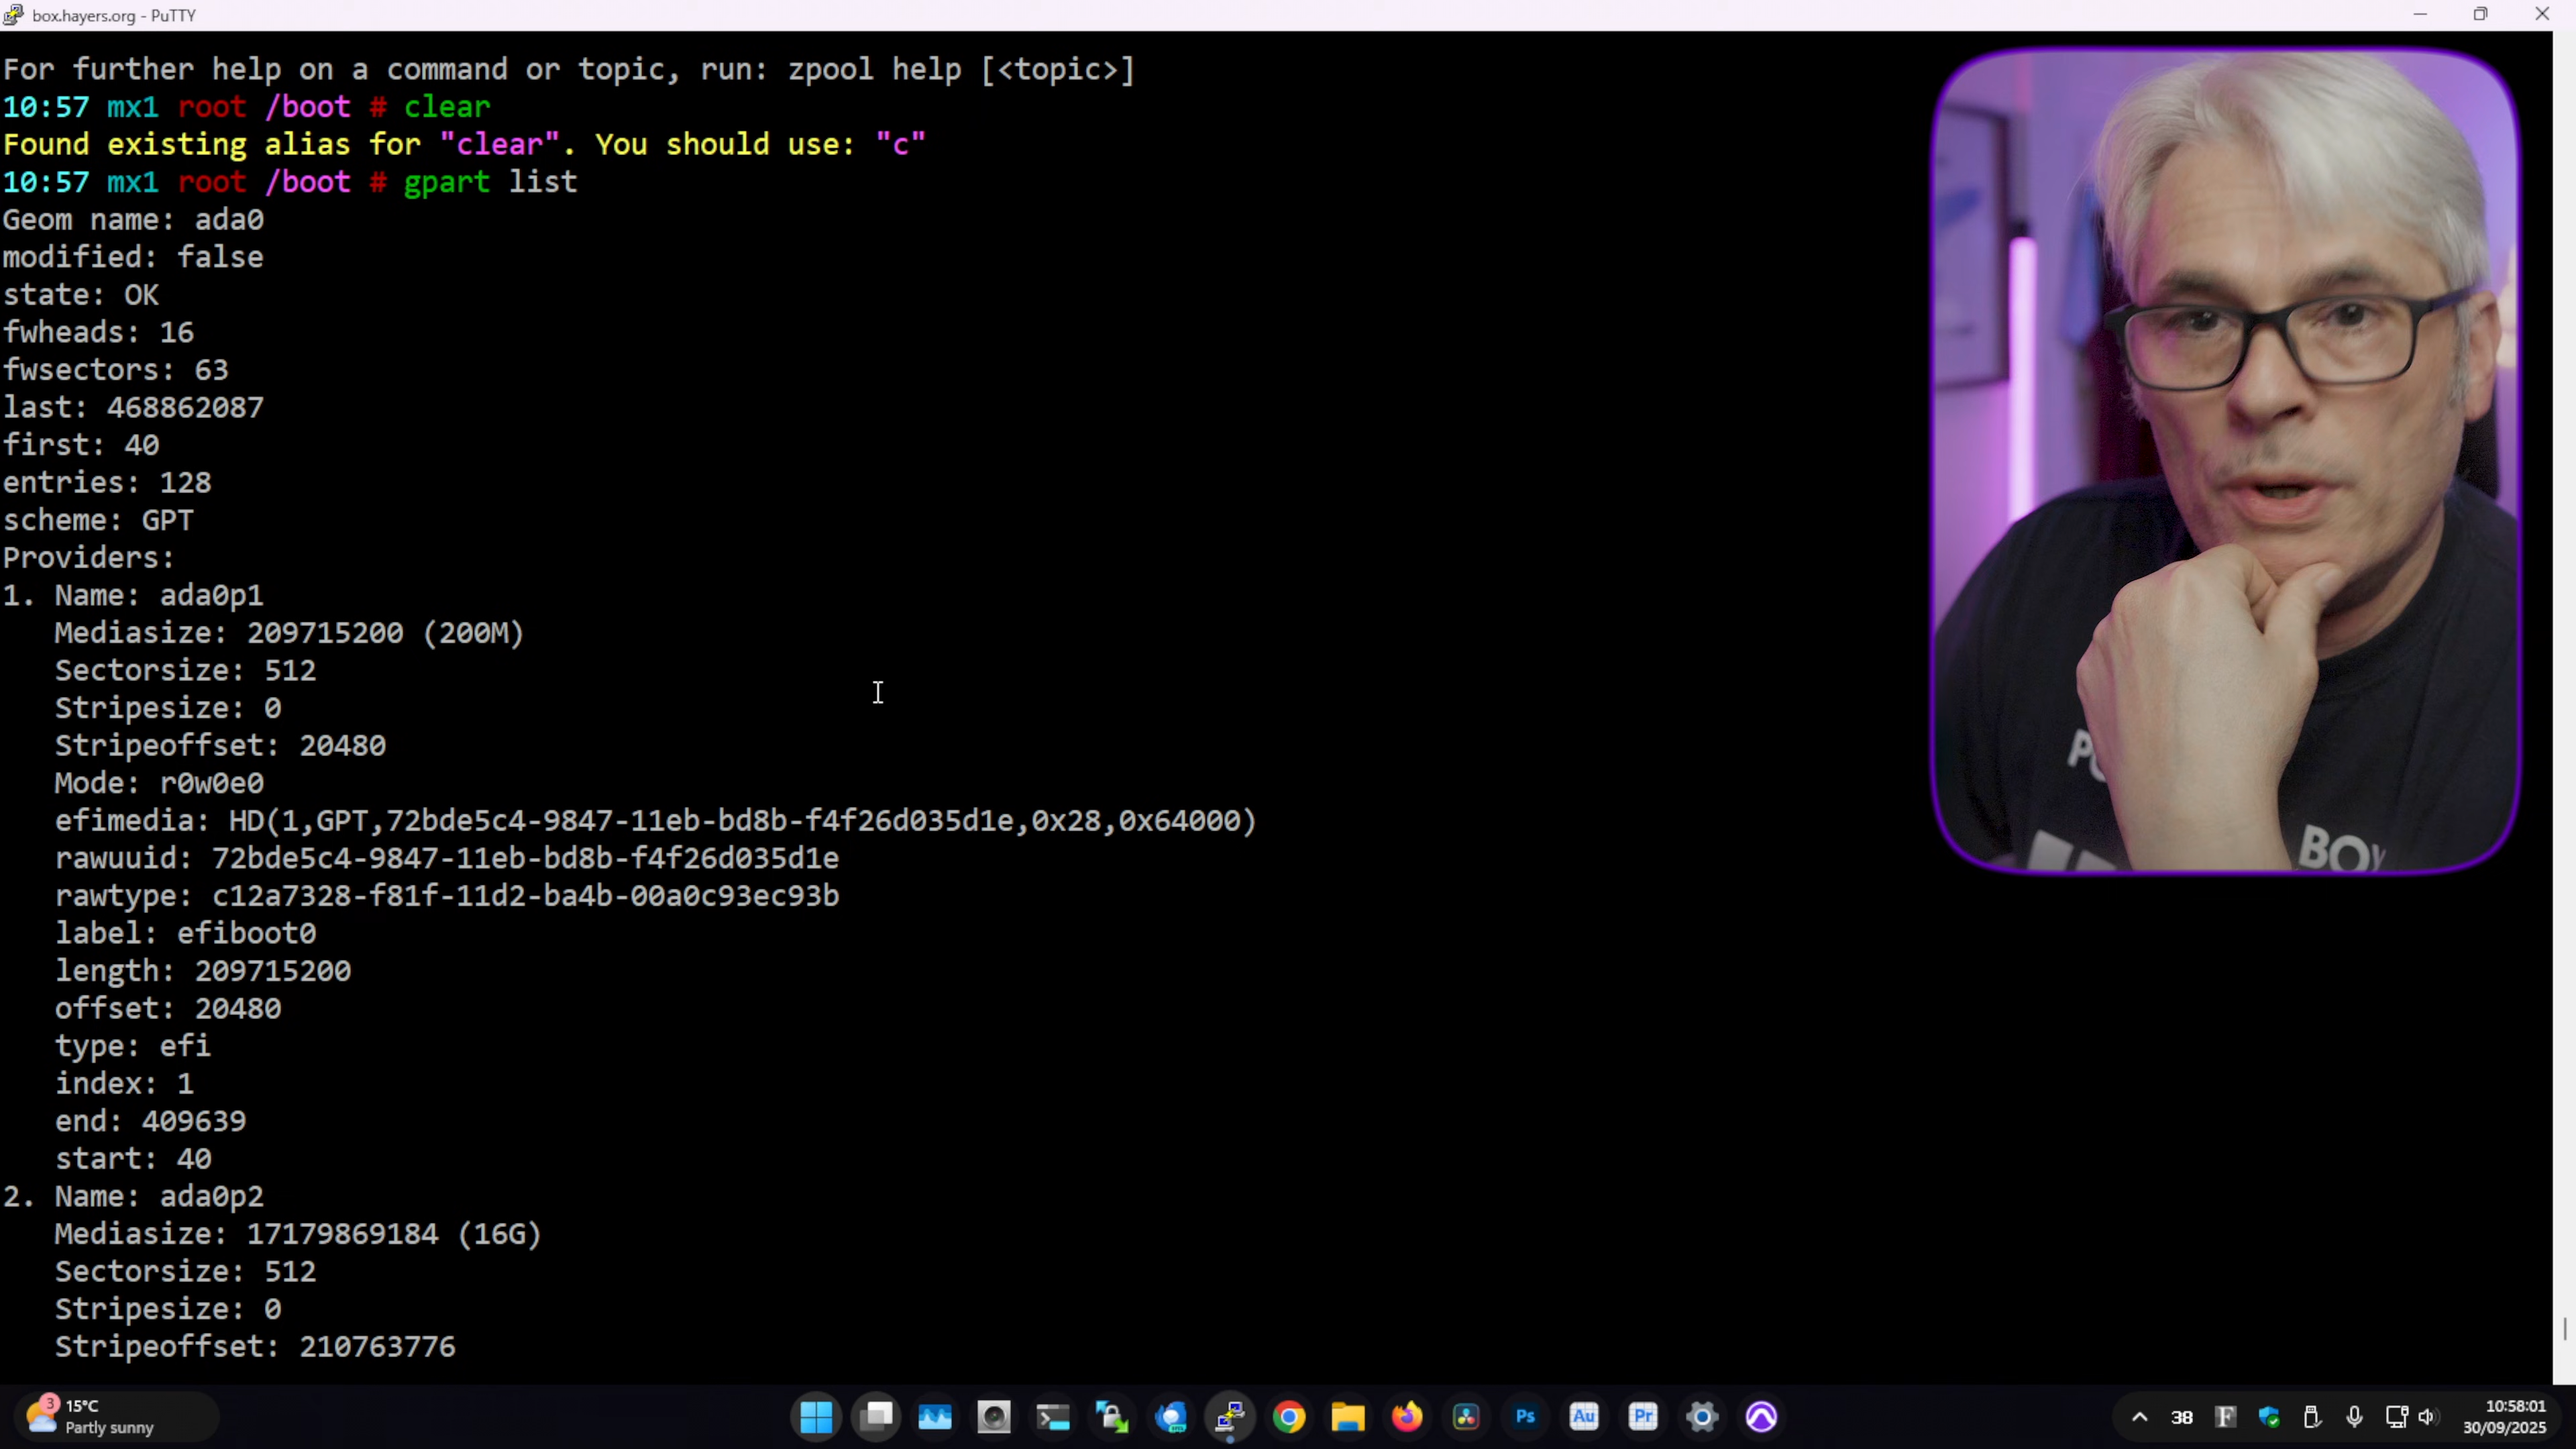 box.hayers.org - PuTTY
For further help on a command or topic, run: zpool help [<topic>]
10:57 mx1 root /boot # clear
Found existing alias for "clear". You should use: "c"
10:57 mx1 root /boot # gpart list
Geom name: ada0
modified: false
state: OK
fwheads: 16
fwsectors: 63
last: 468862087
first: 40
entries: 128
scheme: GPT
Providers:
1. Name: ada0p1
Mediasize: 209715200 (200M)
Sectorsize: 512
Stripesize: 0
Stripeoffset: 20480
Mode: r0w0e0
efimedia: HD(1,GPT,72bde5c4-9847-11eb-bd8b-f4f26d035d1e,0x28,0x64000)
rawuuid: 72bde5c4-9847-11eb-bd8b-f4f26d035d1e
rawtype: c12a7328-f81f-11d2-ba4b-00a0c93ec93b
label: efiboot0
length: 209715200
offset: 20480
type: efi
index: 1
end: 409639
start: 40
2. Name: ada0p2
Mediasize: 17179869184 (16G)
Sectorsize: 512
Stripesize: 0
Stripeoffset: 210763776
BOY
3
15°C
Partly sunny
Ps
Au
Pr
38
F
10:58:01
30/09/2025